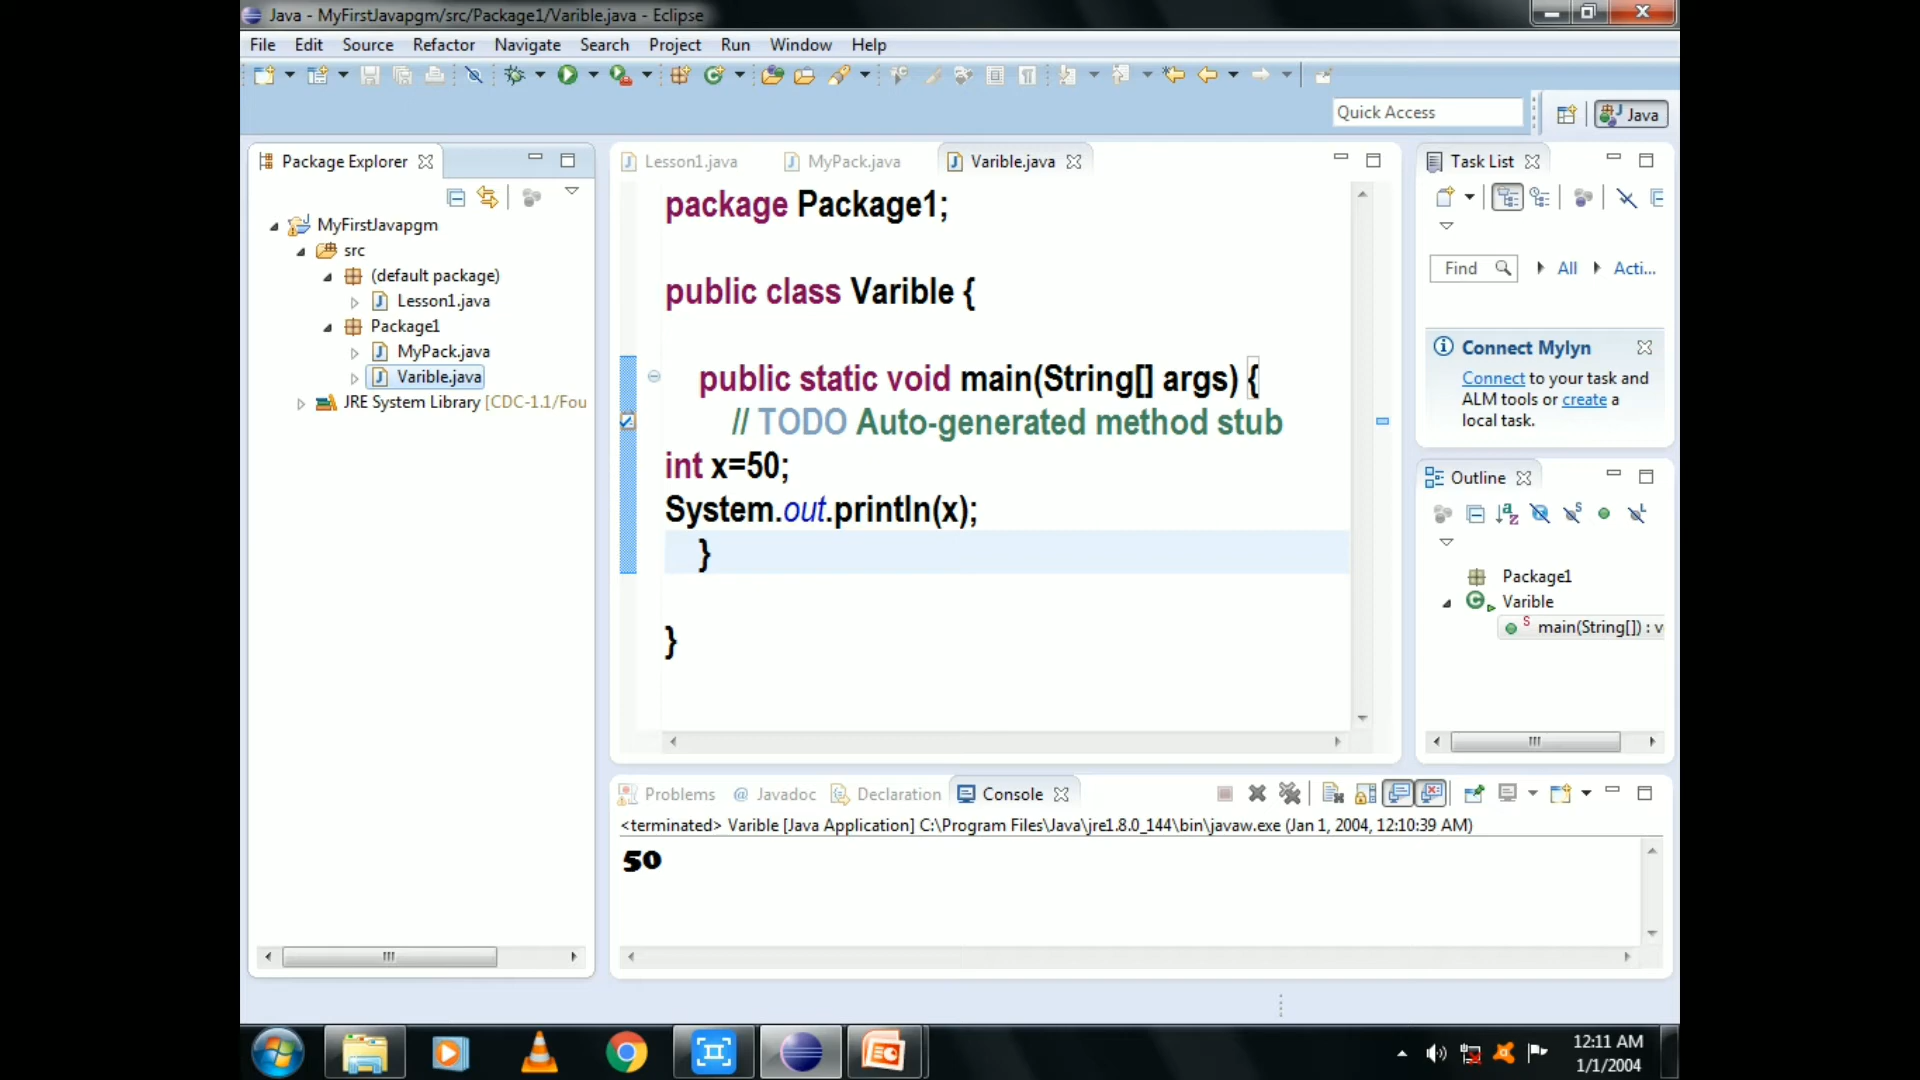 Java - MyFirstJavapgm/src/Package1/Varible.java - Eclipse
File Edit Source Refactor Navigate Search Project Run Window Help
Quick Access
Java
Package Explorer
MyFirstJavapgm
src
(default package)
Lesson1.java
Package1
MyPack.java
Varible.java
JRE System Library [CDC-1.1/Fou
Lesson1.java MyPack.java Varible.java
package Package1;
public class Varible {
public static void main(String[] args) {
// TODO Auto-generated method stub
int x=50;
System.out.println(x);
}
}
Task List
Find All Acti...
Connect Mylyn
Connect to your task and
ALM tools or create a
local task.
Outline
Package1
Varible
main(String[]) : v
Problems @ Javadoc Declaration Console
<terminated> Varible [Java Application] C:\Program Files\Java\jre1.8.0_144\bin\javaw.exe (Jan 1, 2004, 12:10:39 AM)
50
12:11 AM
1/1/2004